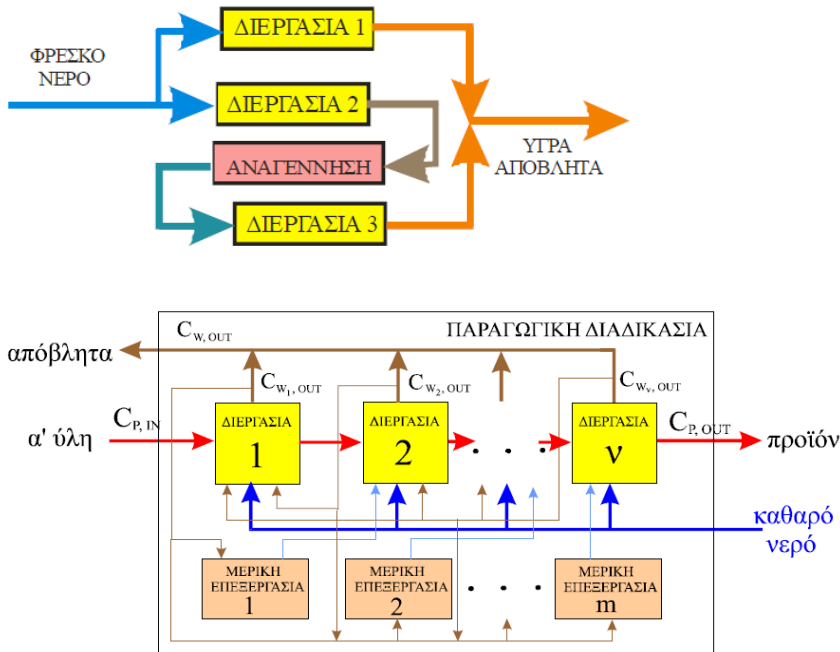 ΔΙΕΡΓΑΣΙΑ 1
ΦΡΕΣΚΟ
ΝΕΡΟ
ΔΙΕΡΓΑΣΙΑ 2
ΑΝΑΓΕΝΝΗΣΗ
ΥΓΡΑ
ΑΠΟΒΛΗΤΑ
ΔΙΕΡΓΑΣΙΑ 3
C_W, OUT
ΠΑΡΑΓΩΓΙΚΗ ΔΙΑΔΙΚΑΣΙΑ
απόβλητα
C_W₁, OUT
C_W₂, OUT
C_Wν, OUT
C_P, IN
α' ύλη
ΔΙΕΡΓΑΣΙΑ
1
ΔΙΕΡΓΑΣΙΑ
2
. . .
ΔΙΕΡΓΑΣΙΑ
ν
C_P, OUT
προϊόν
καθαρό
νερό
ΜΕΡΙΚΗ
ΕΠΕΞΕΡΓΑΣΙΑ
1
ΜΕΡΙΚΗ
ΕΠΕΞΕΡΓΑΣΙΑ
2
. . .
ΜΕΡΙΚΗ
ΕΠΕΞΕΡΓΑΣΙΑ
m